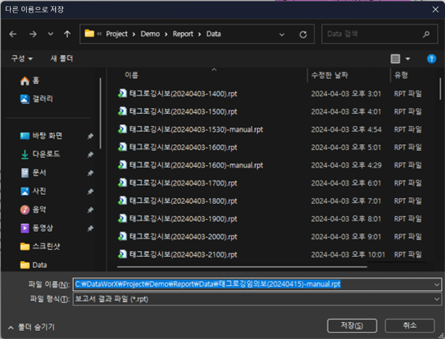 다른 이름으로 저장
« Project > Demo > Report > Data
Data 검색
구성 새 폴더
이름 수정한 날짜 유형
홈
갤러리
바탕 화면
다운로드
문서
사진
음악
동영상
스크린샷
Data
태그로깅시보(20240403-1400).rpt 2024-04-03 오후 3:01 RPT 파일
태그로깅시보(20240403-1500).rpt 2024-04-03 오후 4:01 RPT 파일
태그로깅시보(20240403-1530)-manual.rpt 2024-04-03 오후 4:54 RPT 파일
태그로깅시보(20240403-1600).rpt 2024-04-03 오후 5:01 RPT 파일
태그로깅시보(20240403-1600)-manual.rpt 2024-04-03 오후 4:29 RPT 파일
태그로깅시보(20240403-1700).rpt 2024-04-03 오후 6:01 RPT 파일
태그로깅시보(20240403-1800).rpt 2024-04-03 오후 7:01 RPT 파일
태그로깅시보(20240403-1900).rpt 2024-04-03 오후 8:01 RPT 파일
태그로깅시보(20240403-2000).rpt 2024-04-03 오후 9:01 RPT 파일
태그로깅시보(20240403-2100).rpt 2024-04-03 오후 10:01 RPT 파일
파일 이름(N): C:\DataWorX\Project\Demo\Report\Data\태그로깅임의보(20240415)-manual.rpt
파일 형식(T): 보고서 결과 파일 (*.rpt)
폴더 숨기기 저장(S) 취소